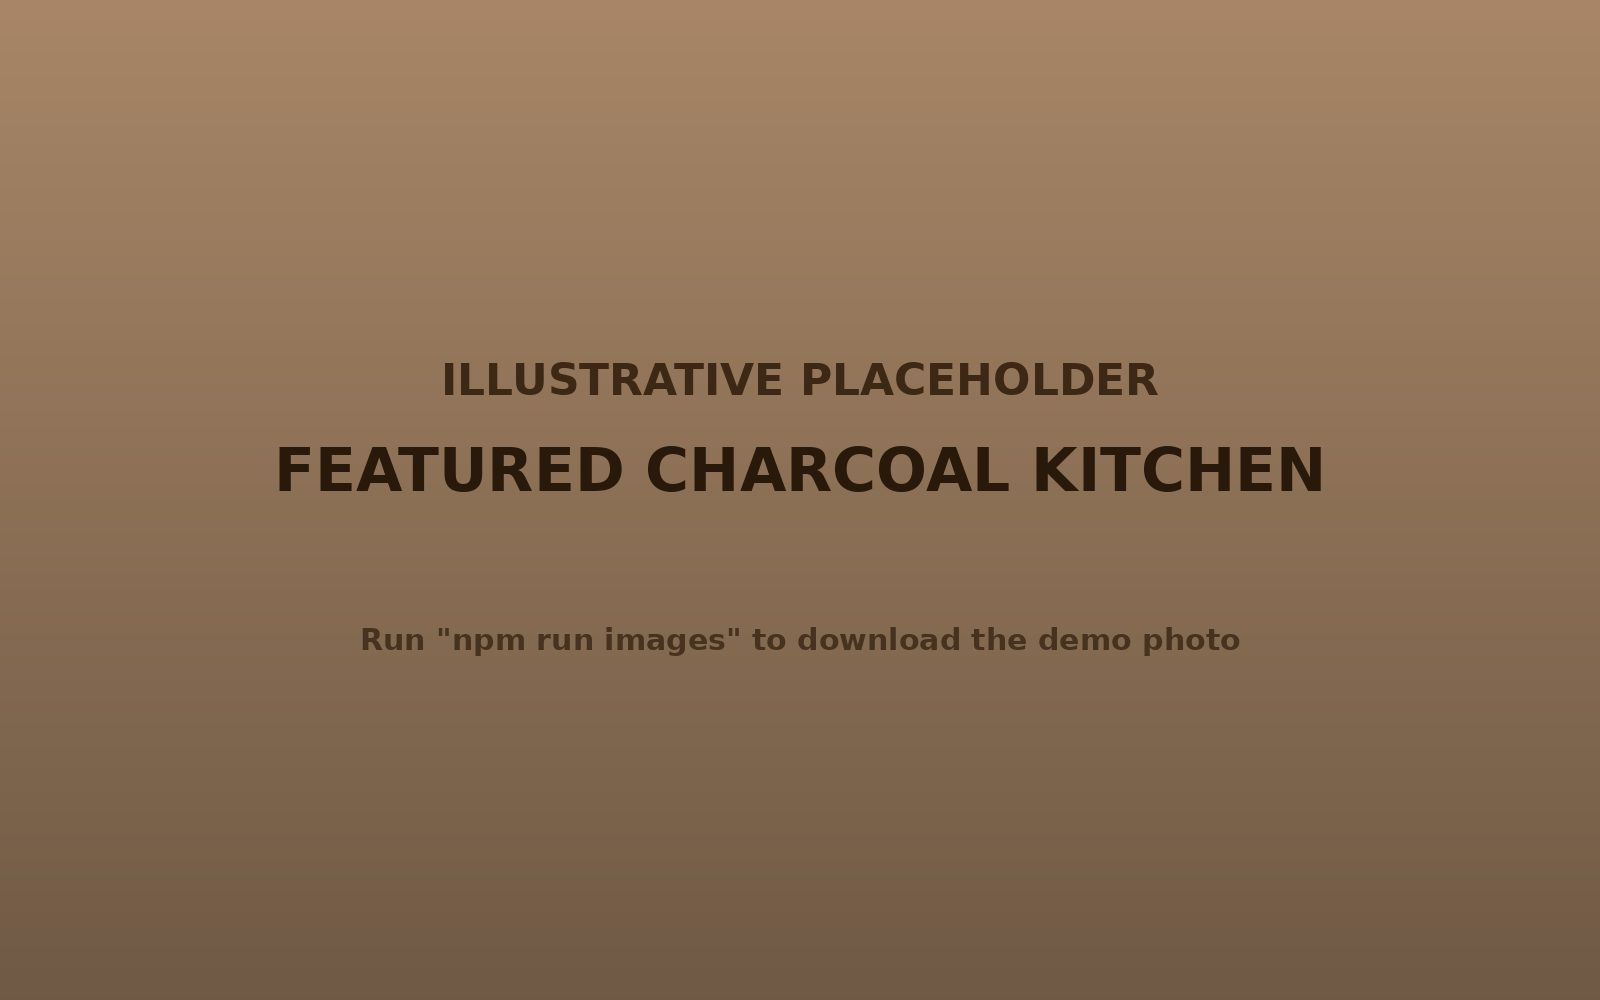 ILLUSTRATIVE PLACEHOLDER
FEATURED CHARCOAL KITCHEN
Run "npm run images" to download the demo photo